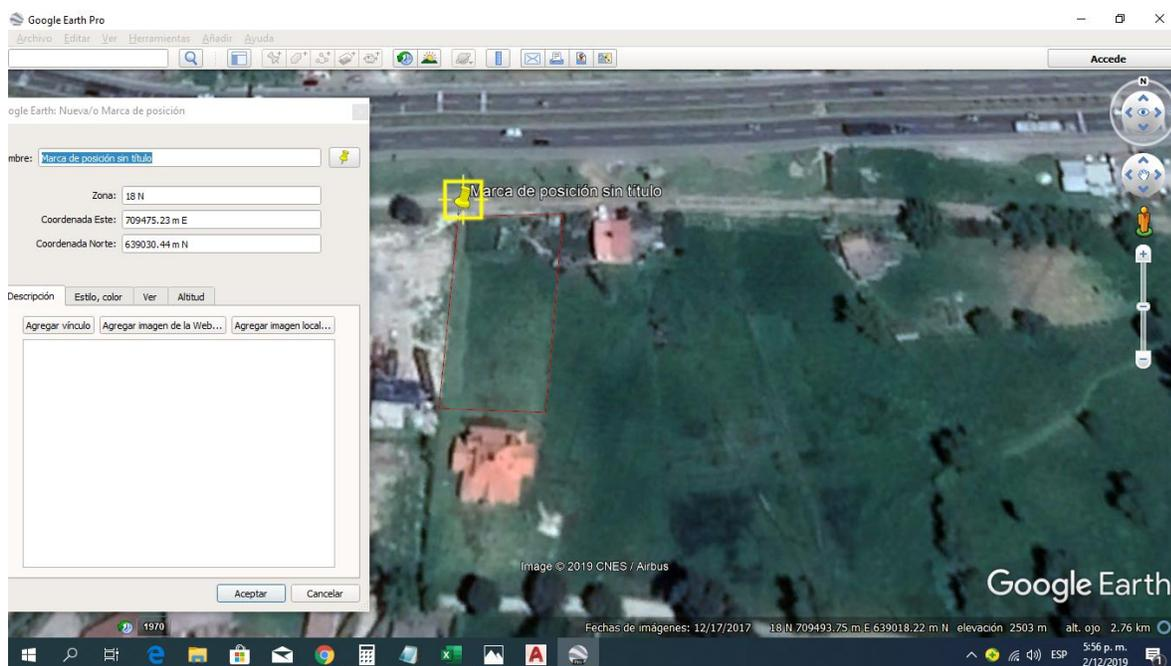 Google Earth Pro
Archivo Editar Ver Herramientas Añadir Ayuda
Accede
ogle Earth: Nueva/o Marca de posición
mbre: Marca de posición sin título
Zona: 18 N
Coordenada Este: 709475.23 m E
Coordenada Norte: 639030.44 m N
Descripción Estilo, color Ver Altitud
Agregar vínculo Agregar imagen de la Web... Agregar imagen local...
Aceptar Cancelar
N
Marca de posición sin título
Image © 2019 CNES / Airbus
Google Earth
1970
Fechas de imágenes: 12/17/2017 18 N 709493.75 m E 639018.22 m N elevación 2503 m alt. ojo 2.76 km
ESP
5:56 p. m.
2/12/2019